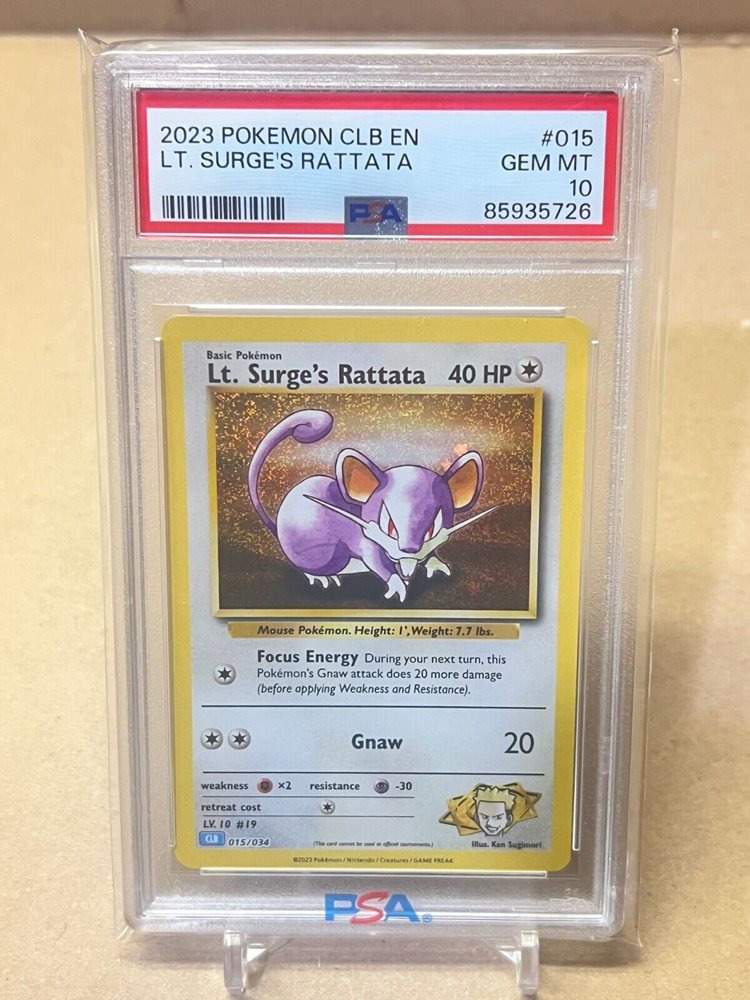 2023 POKEMON CLB EN #015
LT. SURGE'S RATTATA GEM MT
10
PSA 85935726
Basic Pokémon
Lt. Surge's Rattata 40 HP
Mouse Pokémon. Height: 1', Weight: 7.7 lbs.
Focus Energy During your next turn, this
Pokémon's Gnaw attack does 20 more damage
(before applying Weakness and Resistance).
Gnaw 20
weakness ×2 resistance -30
retreat cost
LV. 10 #19
CLB 015/034 (This card cannot be used at official tournaments.) Illus. Ken Sugimori
©2023 Pokémon / Nintendo / Creatures / GAME FREAK
PSA®